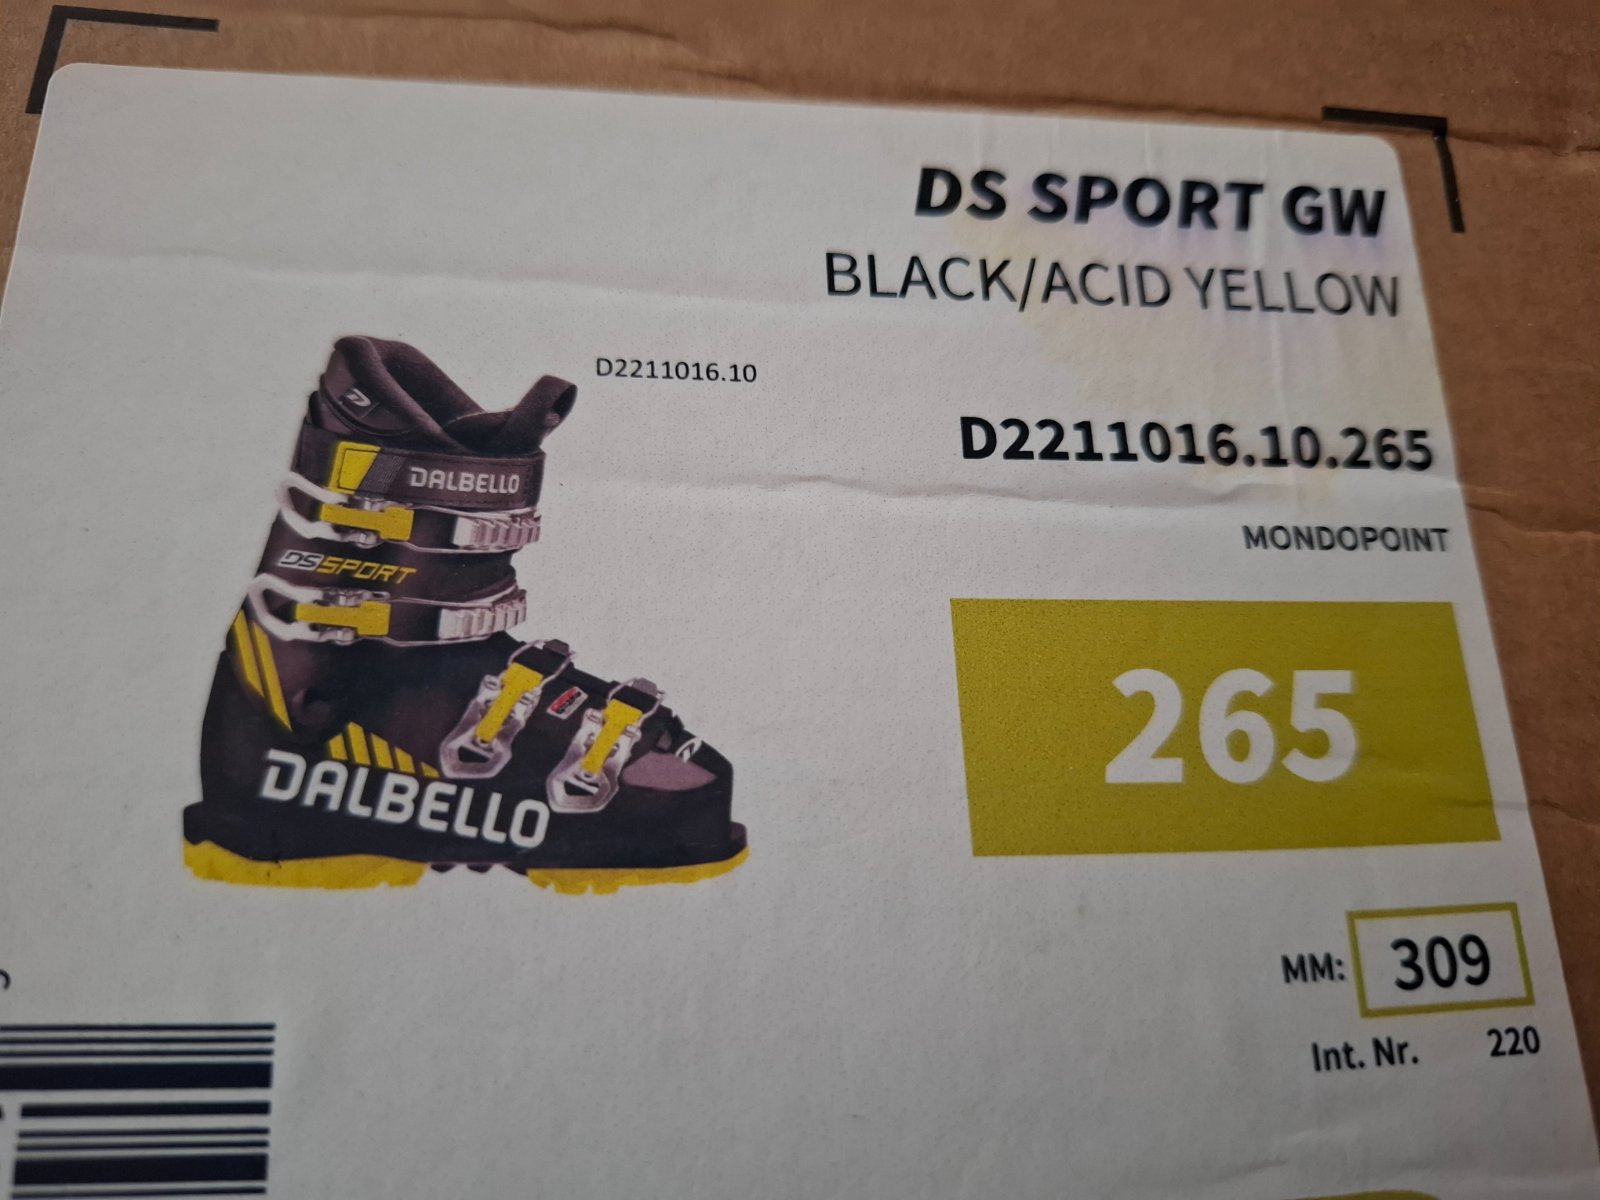 DS SPORT GW
BLACK/ACID YELLOW
D2211016.10
D2211016.10.265
MONDOPOINT
265
MM: 309
Int. Nr. 220
D
DALBELLO
DS SPORT
DALBELLO